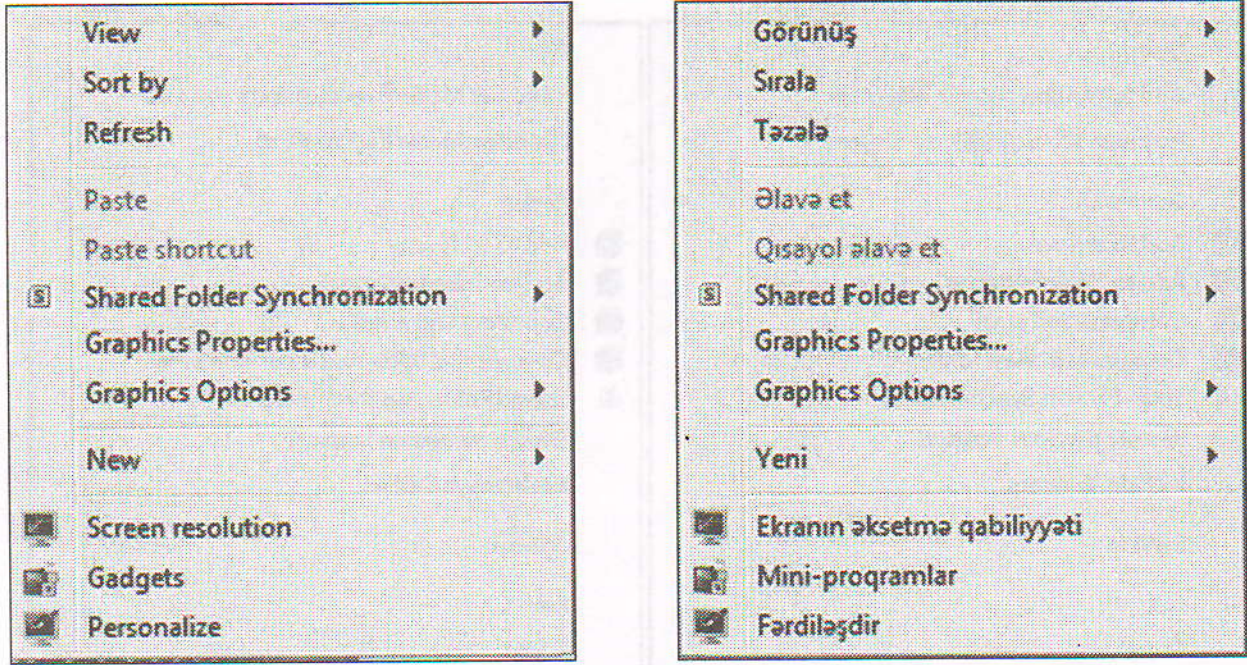 View
Sort by
Refresh
Paste
Paste shortcut
S Shared Folder Synchronization
Graphics Properties...
Graphics Options
New
Screen resolution
Gadgets
Personalize
Görünüş
Sırala
Təzələ
Əlavə et
Qısayol əlavə et
S Shared Folder Synchronization
Graphics Properties...
Graphics Options
Yeni
Ekranın əksetmə qabiliyyəti
Mini-proqramlar
Fərdiləşdir